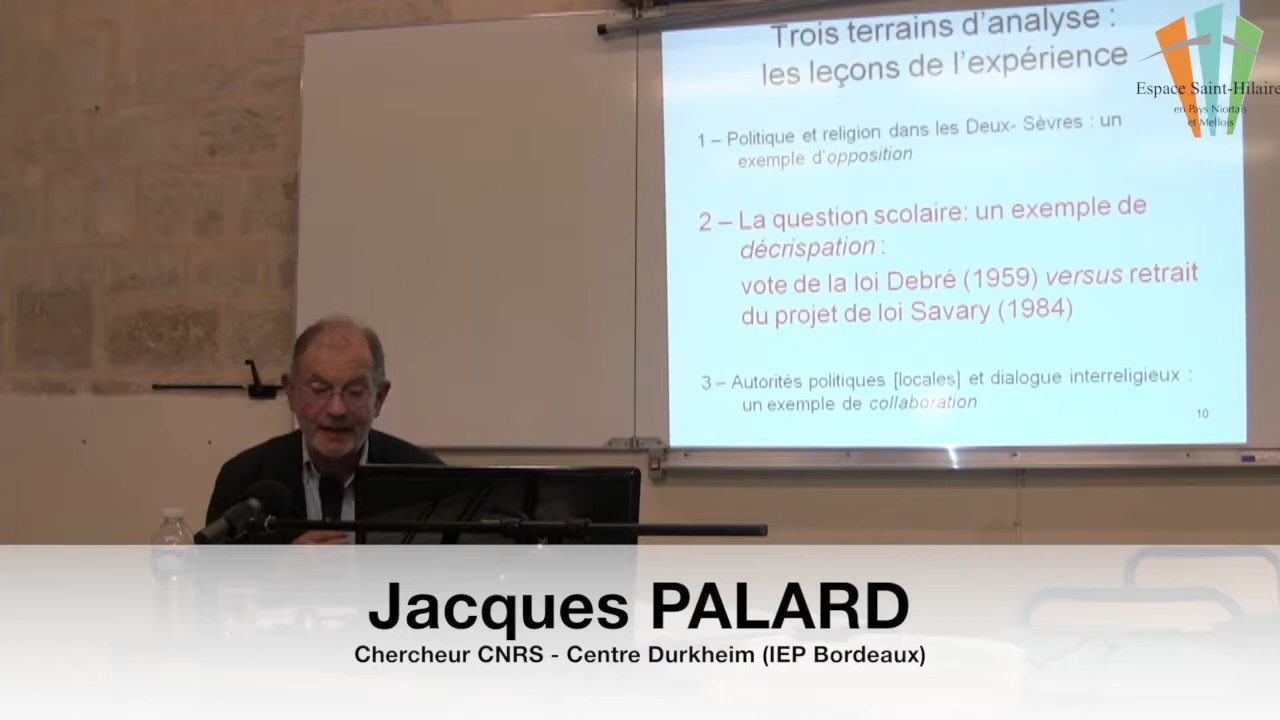 Trois terrains d'analyse :
les leçons de l'expérience
Espace Saint-Hilaire
en Pays Niortais
et Mellois
1 – Politique et religion dans les Deux- Sèvres : un
exemple d'opposition
2 – La question scolaire: un exemple de
décrispation :
vote de la loi Debré (1959) versus retrait
du projet de loi Savary (1984)
3 – Autorités politiques [locales] et dialogue interreligieux :
un exemple de collaboration
10
Jacques PALARD
Chercheur CNRS - Centre Durkheim (IEP Bordeaux)